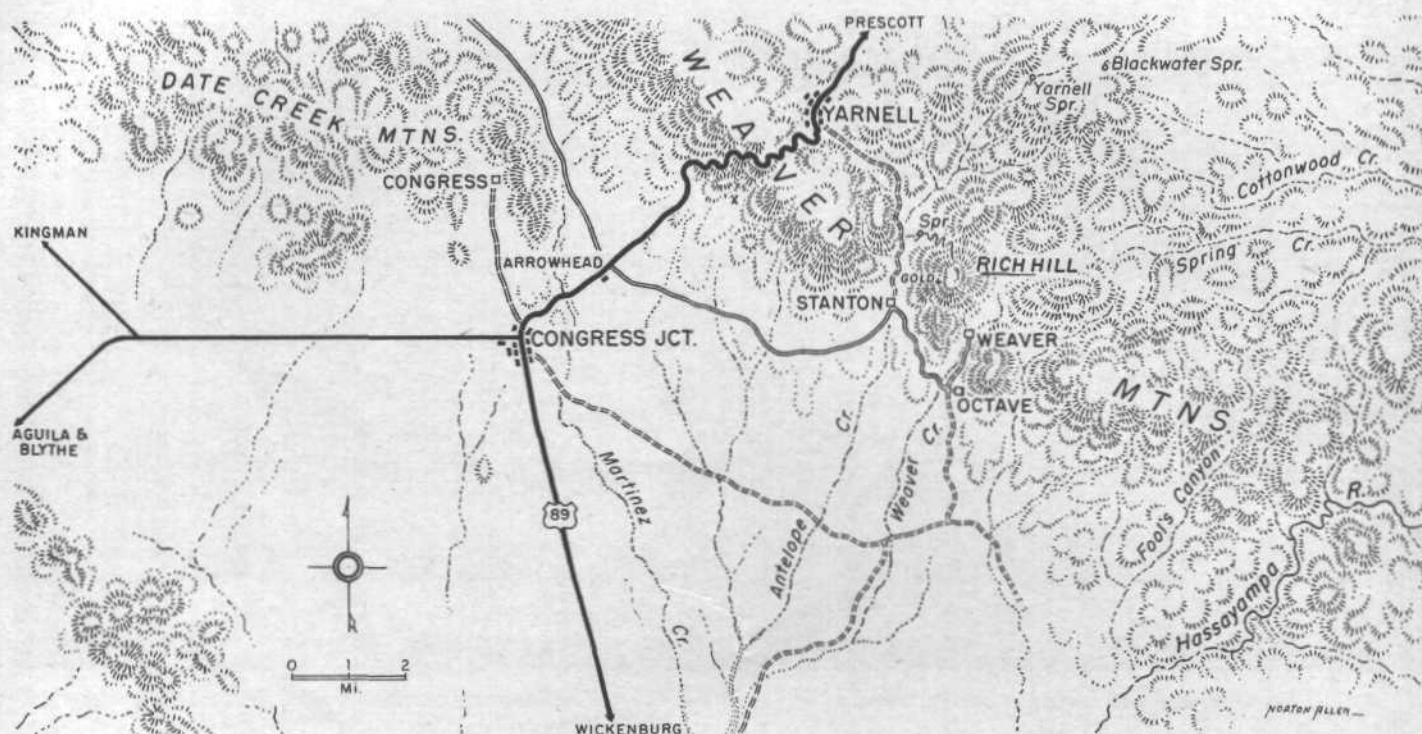 PRESCOTT
WEAVER
Blackwater Spr.
Yarnell
Spr.
YARNELL
DATE CREEK MTNS.
CONGRESS
Cottonwood Cr.
KINGMAN
Spr.
ARROWHEAD
RICH HILL
Spring Cr.
GOLD
STANTON
CONGRESS JCT.
WEAVER
MTNS.
OCTAVE
AGUILA &
BLYTHE
Martinez Cr.
Antelope Cr.
Weaver Cr.
Fool's Canyon
Hassayampa R.
89
x
0 1 2
Mi.
WICKENBURG
NORTON ALLEN